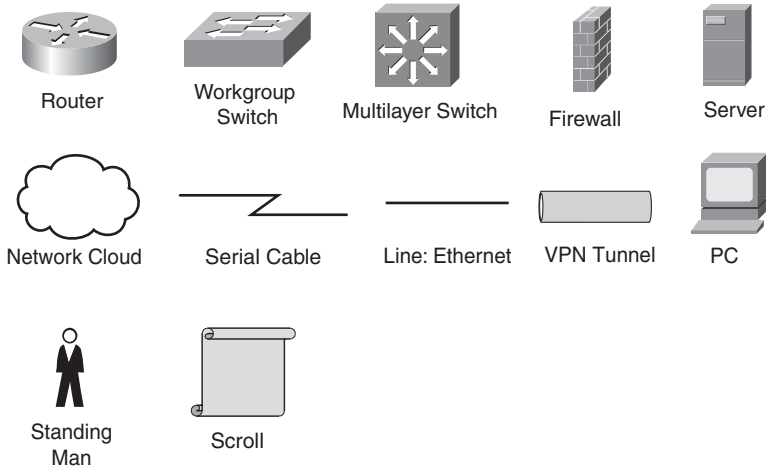 Router
Workgroup
Switch
Multilayer Switch
Firewall
Server
Network Cloud
Serial Cable
Line: Ethernet
VPN Tunnel
PC
Standing
Man
Scroll